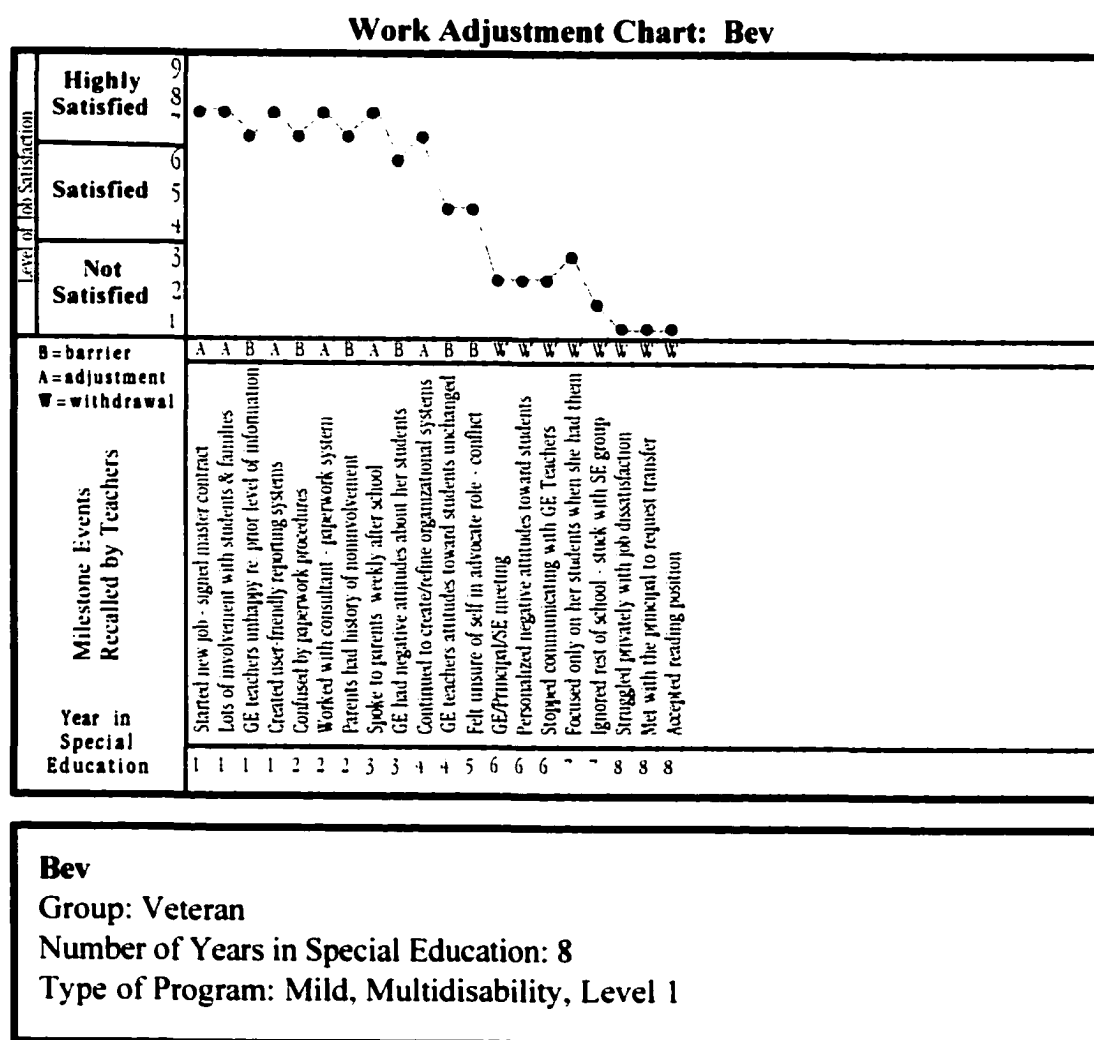 Work Adjustment Chart: Bev
Level of Job Satisfaction
Highly
Satisfied
9
8
7
Satisfied
6
5
4
Not
Satisfied
3
2
1
B=barrier
A=adjustment
W=withdrawal
A A B A B A B A B A B B W W W W W W W W
Milestone Events
Recalled by Teachers
Started new job - signed master contract
Lots of involvement with students & families
GE teachers unhappy re: prior level of information
Created user-friendly reporting systems
Confused by paperwork procedures
Worked with consultant - paperwork system
Parents had history of noninvolvement
Spoke to parents weekly after school
GE had negative attitudes about her students
Continued to create/refine organizational systems
GE teachers attitudes toward students unchanged
Felt unsure of self in advocate role - conflict
GE/Principal/SE meeting
Personalized negative attitudes toward students
Stopped communicating with GE Teachers
Focused only on her students when she had them
Ignored rest of school - stuck with SE group
Struggled privately with job dissatisfaction
Met with the principal to request transfer
Accepted reading position
Year in
Special
Education
1 1 1 1 2 2 2 3 3 4 4 5 6 6 6 7 7 8 8 8
Bev
Group: Veteran
Number of Years in Special Education: 8
Type of Program: Mild, Multidisability, Level 1